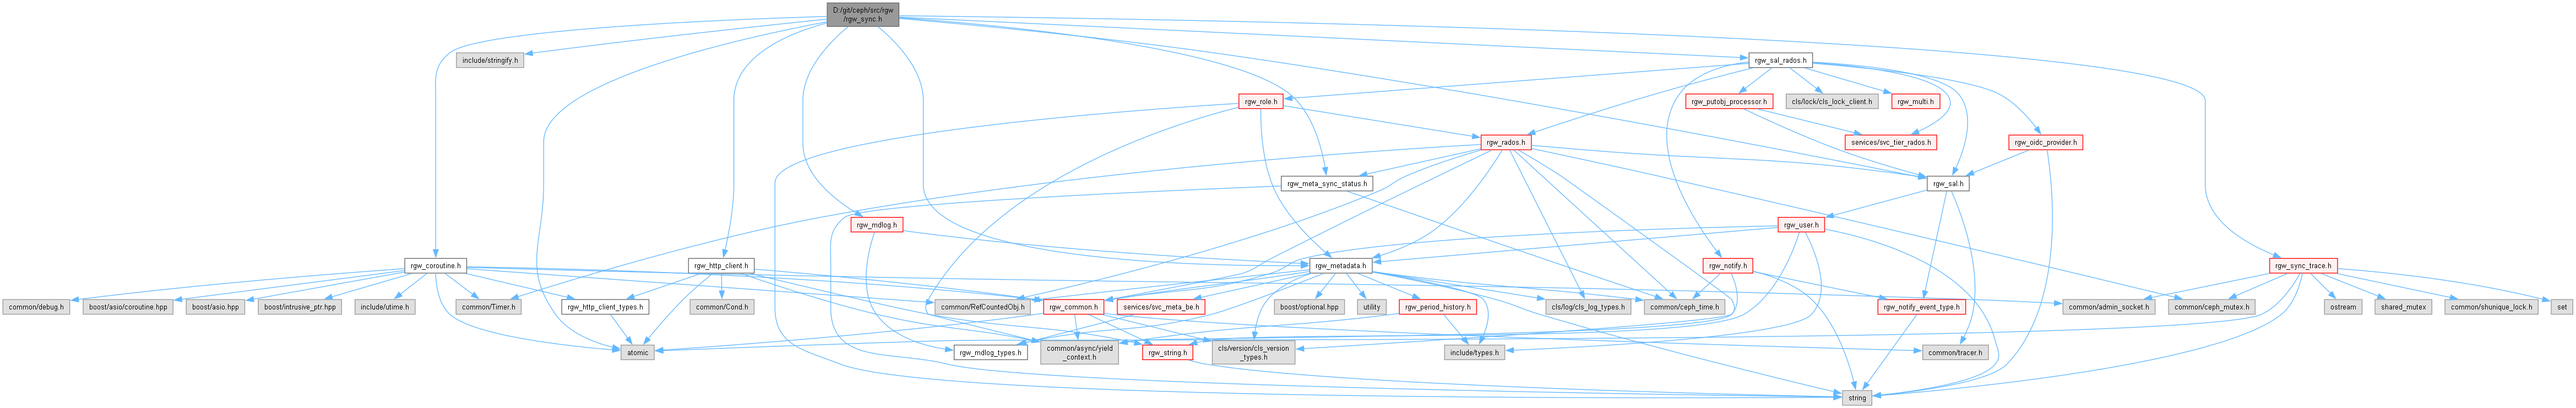 D:/git/ceph/src/rgw
/rgw_sync.h
include/stringify.h
rgw_sal_rados.h
rgw_role.h
rgw_putobj_processor.h
cls/lock/cls_lock_client.h
rgw_multi.h
rgw_rados.h
services/svc_tier_rados.h
rgw_oidc_provider.h
rgw_meta_sync_status.h
rgw_sal.h
rgw_mdlog.h
rgw_user.h
rgw_coroutine.h
rgw_http_client.h
rgw_metadata.h
rgw_notify.h
rgw_sync_trace.h
common/debug.h
boost/asio/coroutine.hpp
boost/asio.hpp
boost/intrusive_ptr.hpp
include/utime.h
common/Timer.h
rgw_http_client_types.h
common/Cond.h
common/RefCountedObj.h
rgw_common.h
services/svc_meta_be.h
boost/optional.hpp
utility
rgw_period_history.h
cls/log/cls_log_types.h
common/ceph_time.h
rgw_notify_event_type.h
common/admin_socket.h
common/ceph_mutex.h
ostream
shared_mutex
common/shunique_lock.h
set
atomic
rgw_mdlog_types.h
common/async/yield
_context.h
rgw_string.h
cls/version/cls_version
_types.h
include/types.h
common/tracer.h
string